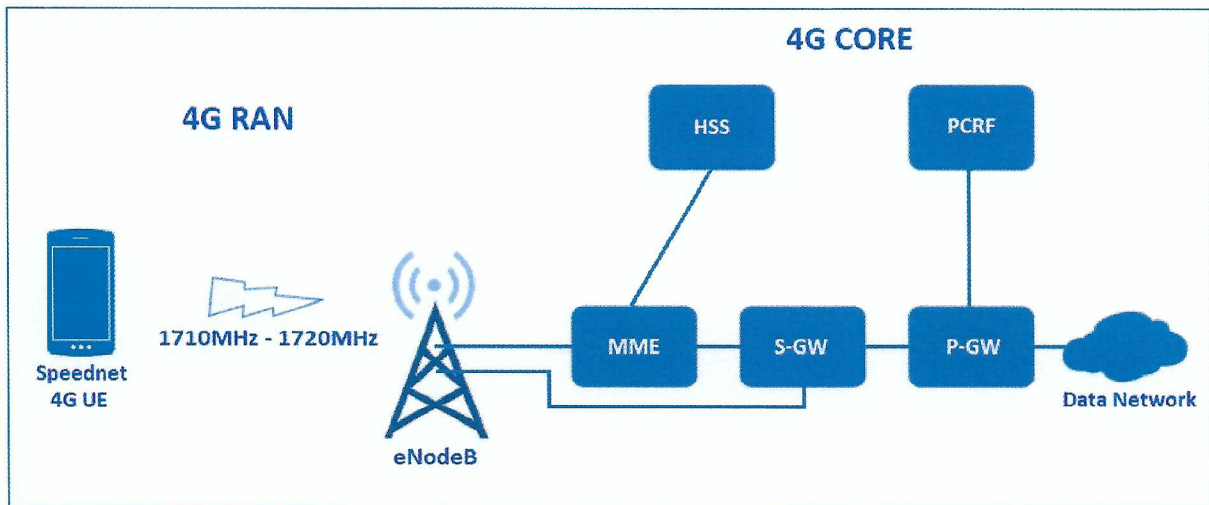 4G CORE
4G RAN
HSS
PCRF
1710MHz - 1720MHz
MME
S-GW
P-GW
Speednet
4G UE
Data Network
eNodeB